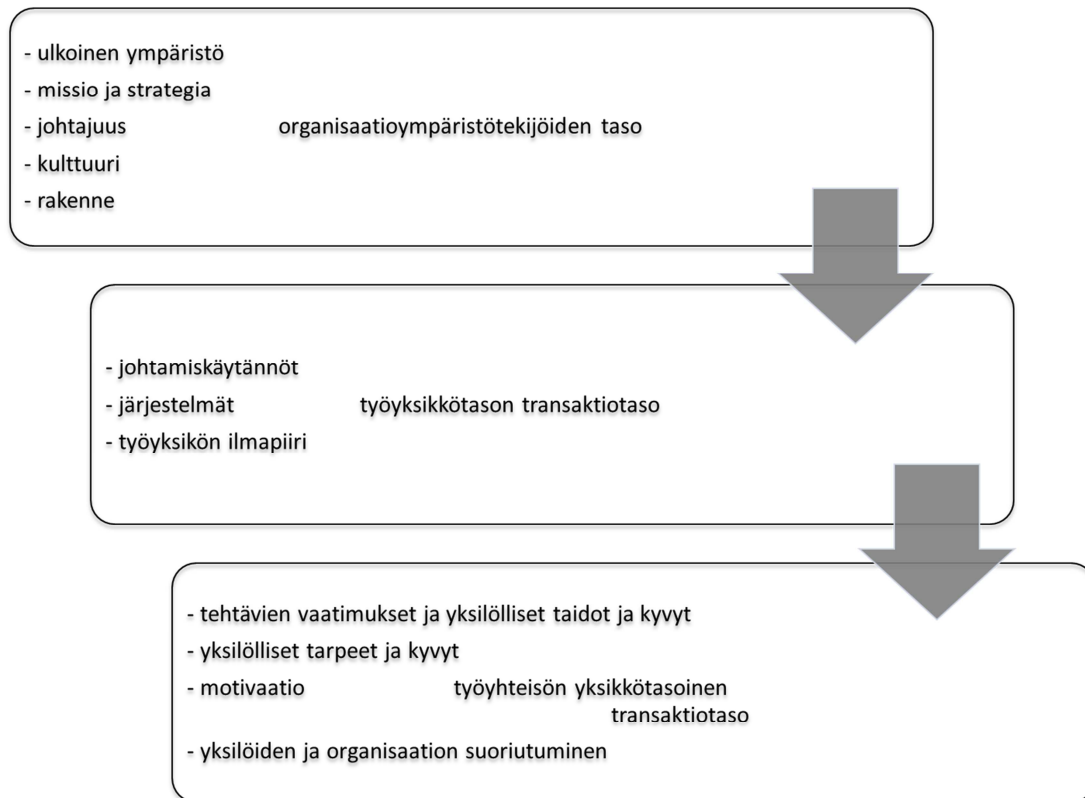 - ulkoinen ympäristö
- missio ja strategia
- johtajuus organisaatioympäristötekijöiden taso
- kulttuuri
- rakenne
- johtamiskäytännöt
- järjestelmät työyksikkötason transaktiotaso
- työyksikön ilmapiiri
- tehtävien vaatimukset ja yksilölliset taidot ja kyvyt
- yksilölliset tarpeet ja kyvyt
- motivaatio työyhteisön yksikkötasoinen
transaktiotaso
- yksilöiden ja organisaation suoriutuminen